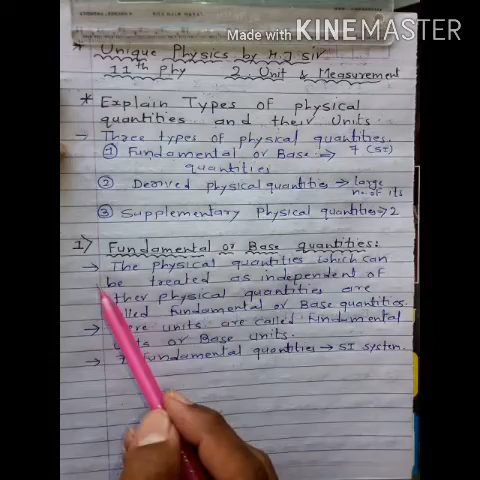 Made with KINEMASTER
* Unique Physics by H.J Sir
11th Phy 2. Unit & Measurement
* Explain Types of physical
quantities and their Units
→ Three types of physical quantities.
① Fundamental or Base ⇒ 7 (SI)
quantities
② Derived physical quantities → large
no. of its
③ Supplementary Physical quantities → 2
1) Fundamental or Base quantities:
→ The physical quantities which can
be treated as independent of
ther physical quantities are
lled fundamental or Base quantities.
→ ere units are called fundamental
ts or Base units.
→ 7 fundamental quantities → SI system.